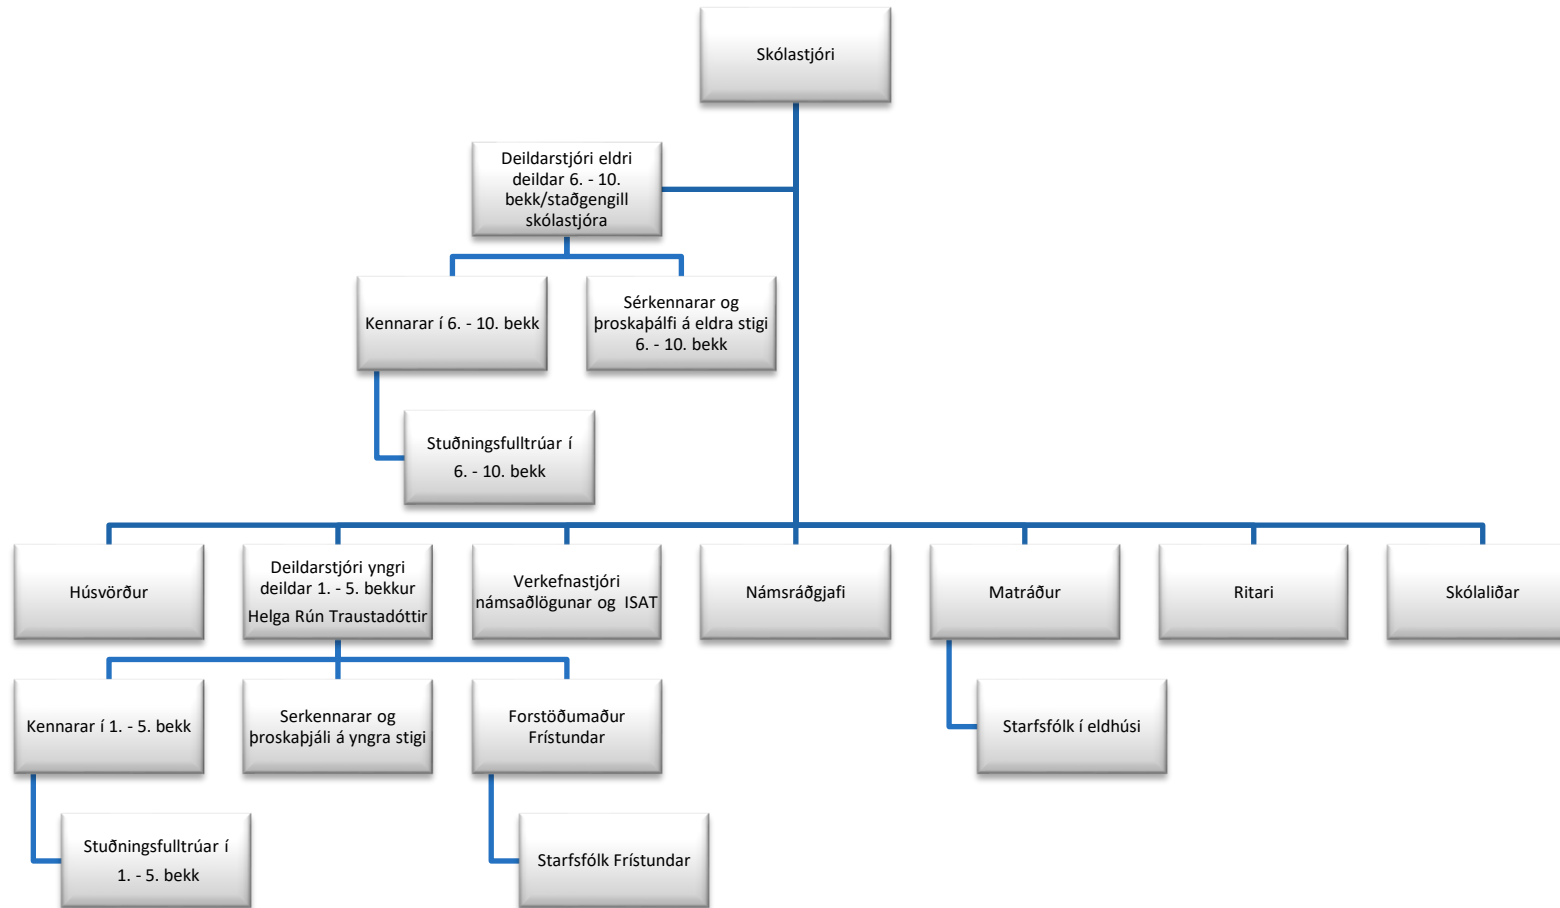 Skólastjóri
Deildarstjóri eldri
deildar 6. - 10.
bekk/staðgengill
skólastjóra
Kennarar í 6. - 10. bekk
Sérkennarar og
þroskaþálfi á eldra stigi
6. - 10. bekk
Stuðningsfulltrúar í
6. - 10. bekk
Húsvörður
Deildarstjóri yngri
deildar 1. - 5. bekkur
Helga Rún Traustadóttir
Verkefnastjóri
námsaðlögunar og ISAT
Námsráðgjafi
Matráður
Ritari
Skólaliðar
Kennarar í 1. - 5. bekk
Serkennarar og
þroskaþjáli á yngra stigi
Forstöðumaður
Frístundar
Starfsfólk í eldhúsi
Stuðningsfulltrúar í
1. - 5. bekk
Starfsfólk Frístundar